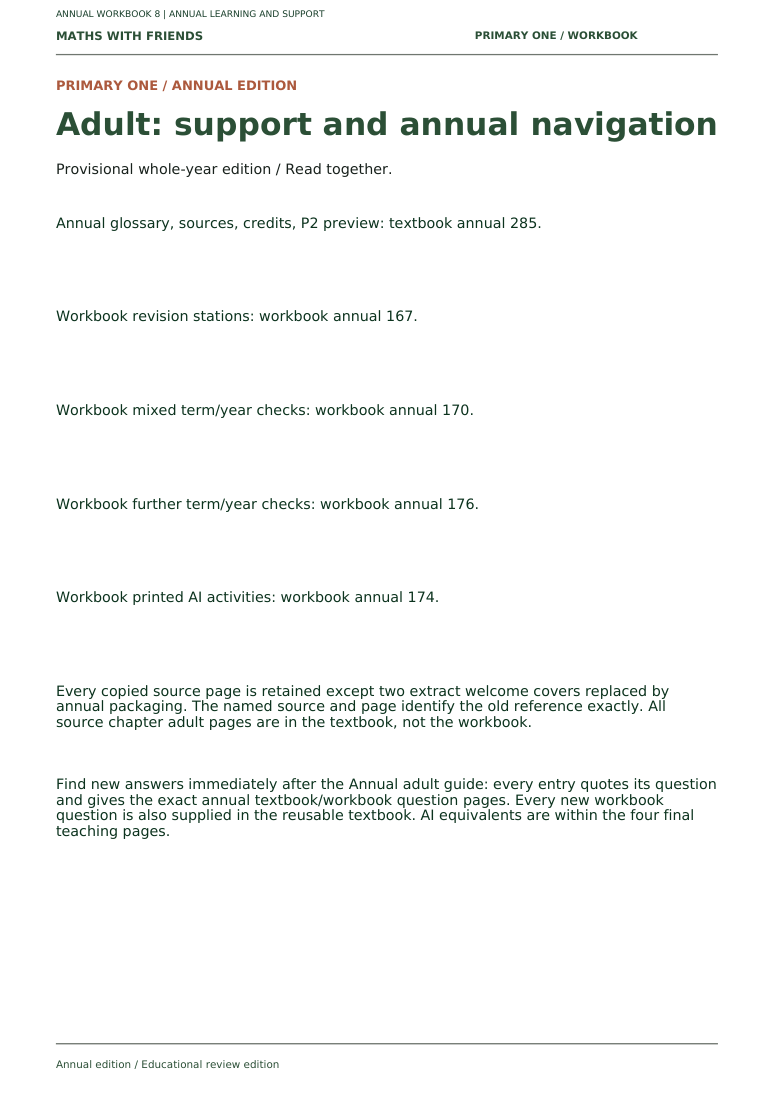 ANNUAL WORKBOOK 8 | ANNUAL LEARNING AND SUPPORT
MATHS WITH FRIENDS
PRIMARY ONE / WORKBOOK
PRIMARY ONE / ANNUAL EDITION
Adult: support and annual navigation
Provisional whole-year edition / Read together.
Annual glossary, sources, credits, P2 preview: textbook annual 285.
Workbook revision stations: workbook annual 167.
Workbook mixed term/year checks: workbook annual 170.
Workbook further term/year checks: workbook annual 176.
Workbook printed AI activities: workbook annual 174.
Every copied source page is retained except two extract welcome covers replaced by
annual packaging. The named source and page identify the old reference exactly. All
source chapter adult pages are in the textbook, not the workbook.
Find new answers immediately after the Annual adult guide: every entry quotes its question
and gives the exact annual textbook/workbook question pages. Every new workbook
question is also supplied in the reusable textbook. AI equivalents are within the four final
teaching pages.
Annual edition / Educational review edition